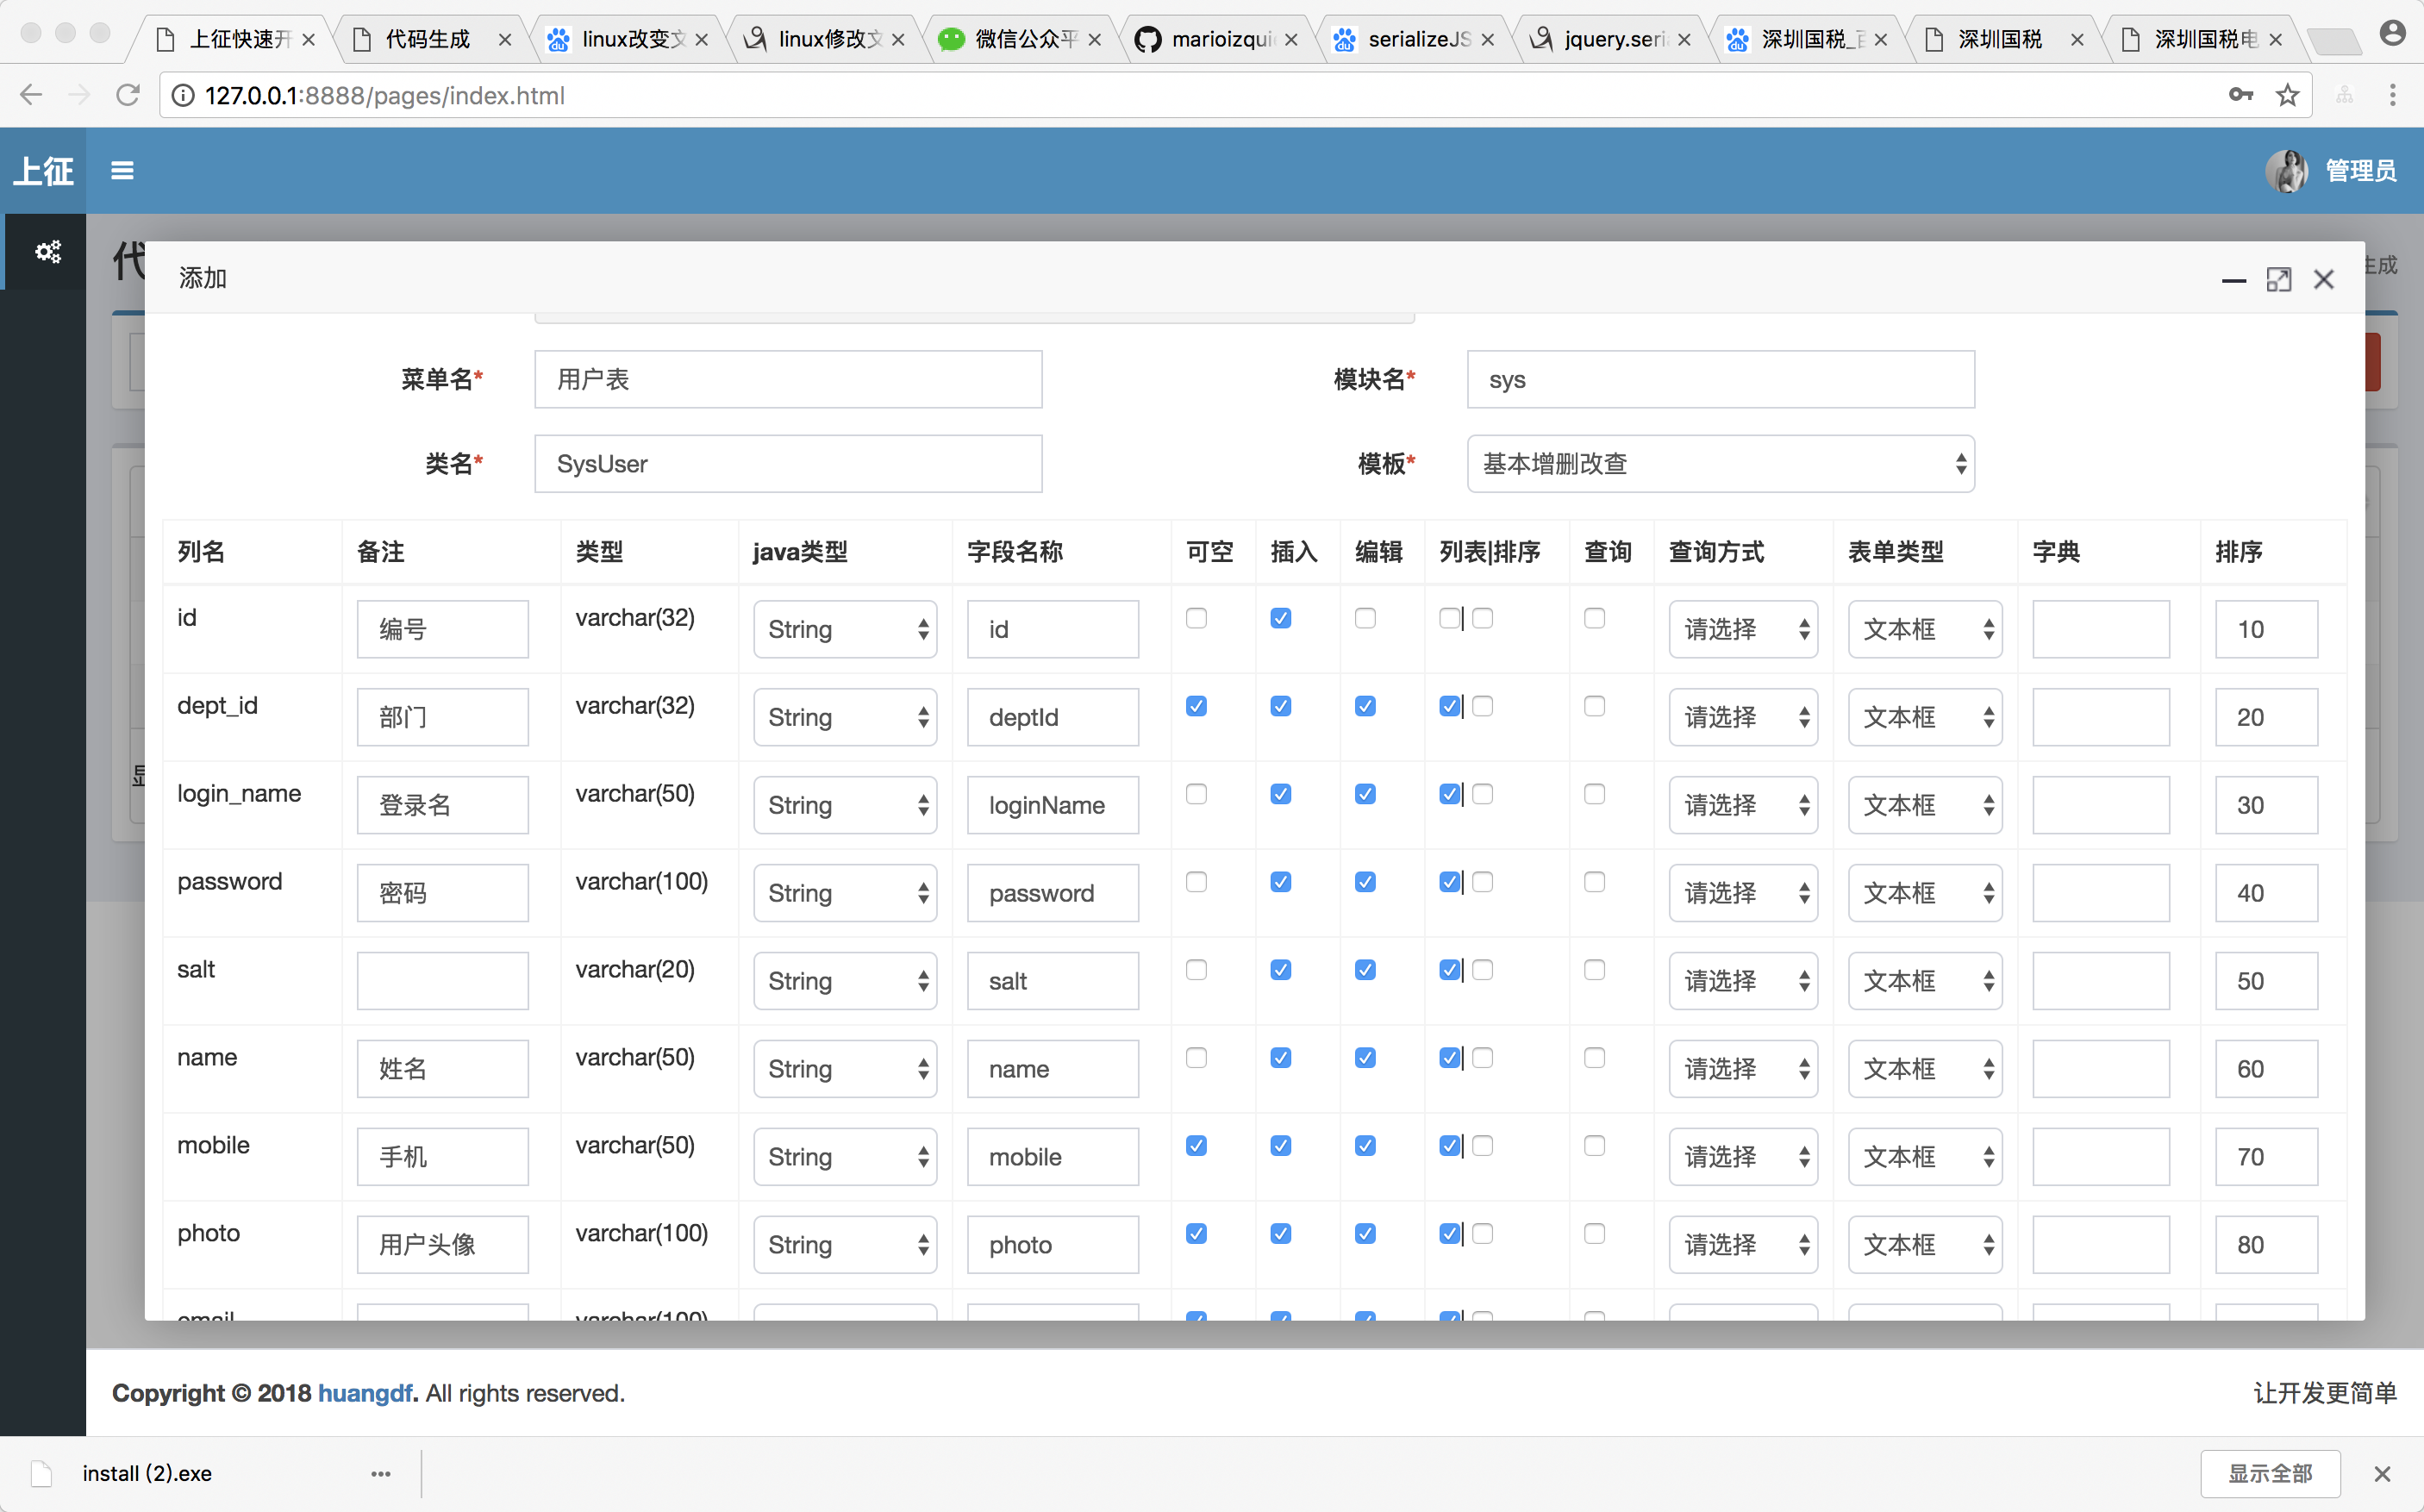 上征快速开
代码生成
linux改变文
linux修改文
微信公众平
marioizqui
serializeJS
jquery.seri
深圳国税_百
深圳国税
深圳国税电
127.0.0.1:8888/pages/index.html
上征
管理员
代
生成
添加
菜单名* 用户表 模块名* sys
类名* SysUser 模板* 基本增删改查
列名 备注 类型 java类型 字段名称 可空 插入 编辑 列表|排序 查询 查询方式 表单类型 字典 排序
id 编号 varchar(32) String id | 请选择 文本框 10
dept_id 部门 varchar(32) String deptId | 请选择 文本框 20
login_name 登录名 varchar(50) String loginName | 请选择 文本框 30
password 密码 varchar(100) String password | 请选择 文本框 40
salt varchar(20) String salt | 请选择 文本框 50
name 姓名 varchar(50) String name | 请选择 文本框 60
mobile 手机 varchar(50) String mobile | 请选择 文本框 70
photo 用户头像 varchar(100) String photo | 请选择 文本框 80
email varchar(100) |
Copyright © 2018 huangdf. All rights reserved.
让开发更简单
install (2).exe
显示全部